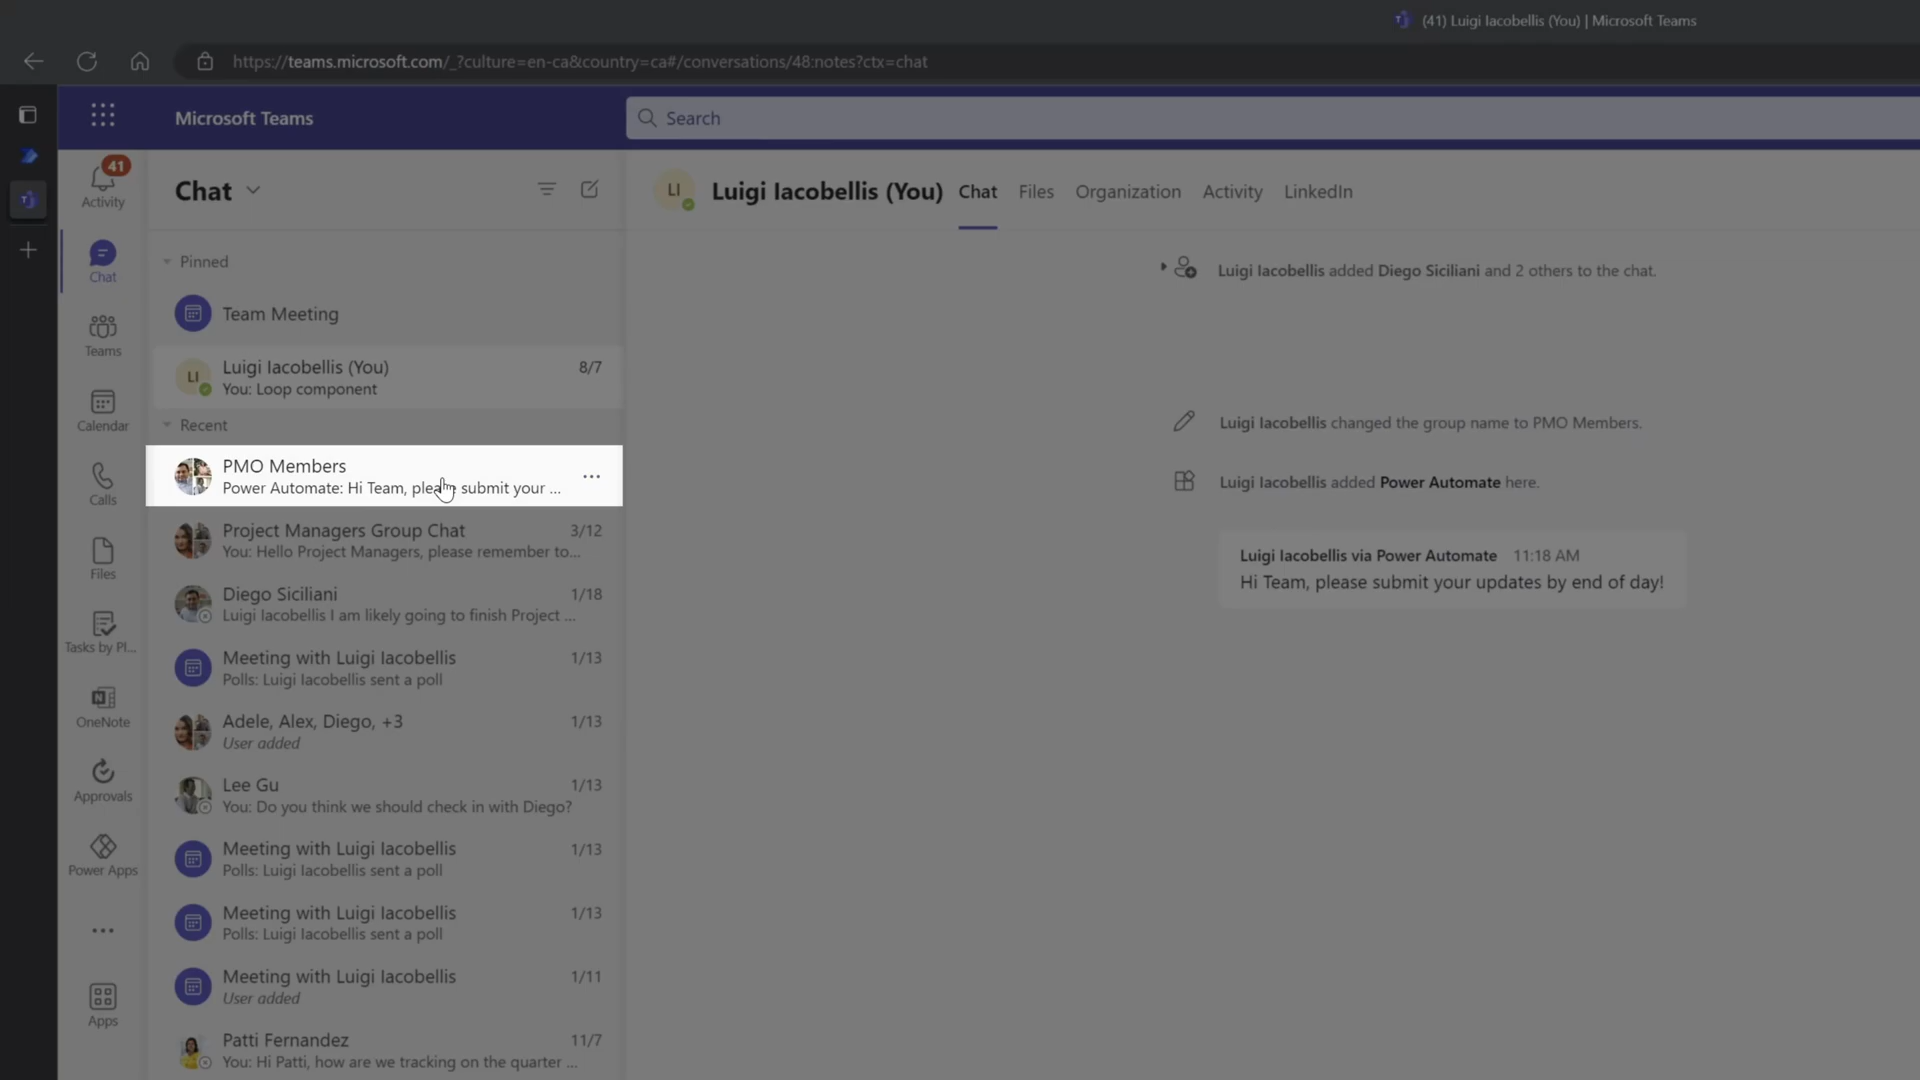 (41) Luigi Iacobellis (You) | Microsoft Teams
https://teams.microsoft.com/_?culture=en-ca&country=ca#/conversations/48:notes?ctx=chat
Microsoft Teams
Search
41
Activity
Chat
Teams
Calendar
Calls
Files
Tasks by Pl...
OneNote
Approvals
Power Apps
Apps
Chat
Pinned
Team Meeting
LI
Luigi Iacobellis (You) 8/7
You: Loop component
Recent
PMO Members
Power Automate: Hi Team, please submit your ...
Project Managers Group Chat 3/12
You: Hello Project Managers, please remember to...
Diego Siciliani 1/18
Luigi Iacobellis I am likely going to finish Project ...
Meeting with Luigi Iacobellis 1/13
Polls: Luigi Iacobellis sent a poll
Adele, Alex, Diego, +3 1/13
User added
Lee Gu 1/13
You: Do you think we should check in with Diego?
Meeting with Luigi Iacobellis 1/13
Polls: Luigi Iacobellis sent a poll
Meeting with Luigi Iacobellis 1/13
Polls: Luigi Iacobellis sent a poll
Meeting with Luigi Iacobellis 1/11
User added
Patti Fernandez 11/7
You: Hi Patti, how are we tracking on the quarter ...
LI Luigi Iacobellis (You) Chat Files Organization Activity LinkedIn
Luigi Iacobellis added Diego Siciliani and 2 others to the chat.
Luigi Iacobellis changed the group name to PMO Members.
Luigi Iacobellis added Power Automate here.
Luigi Iacobellis via Power Automate 11:18 AM
Hi Team, please submit your updates by end of day!